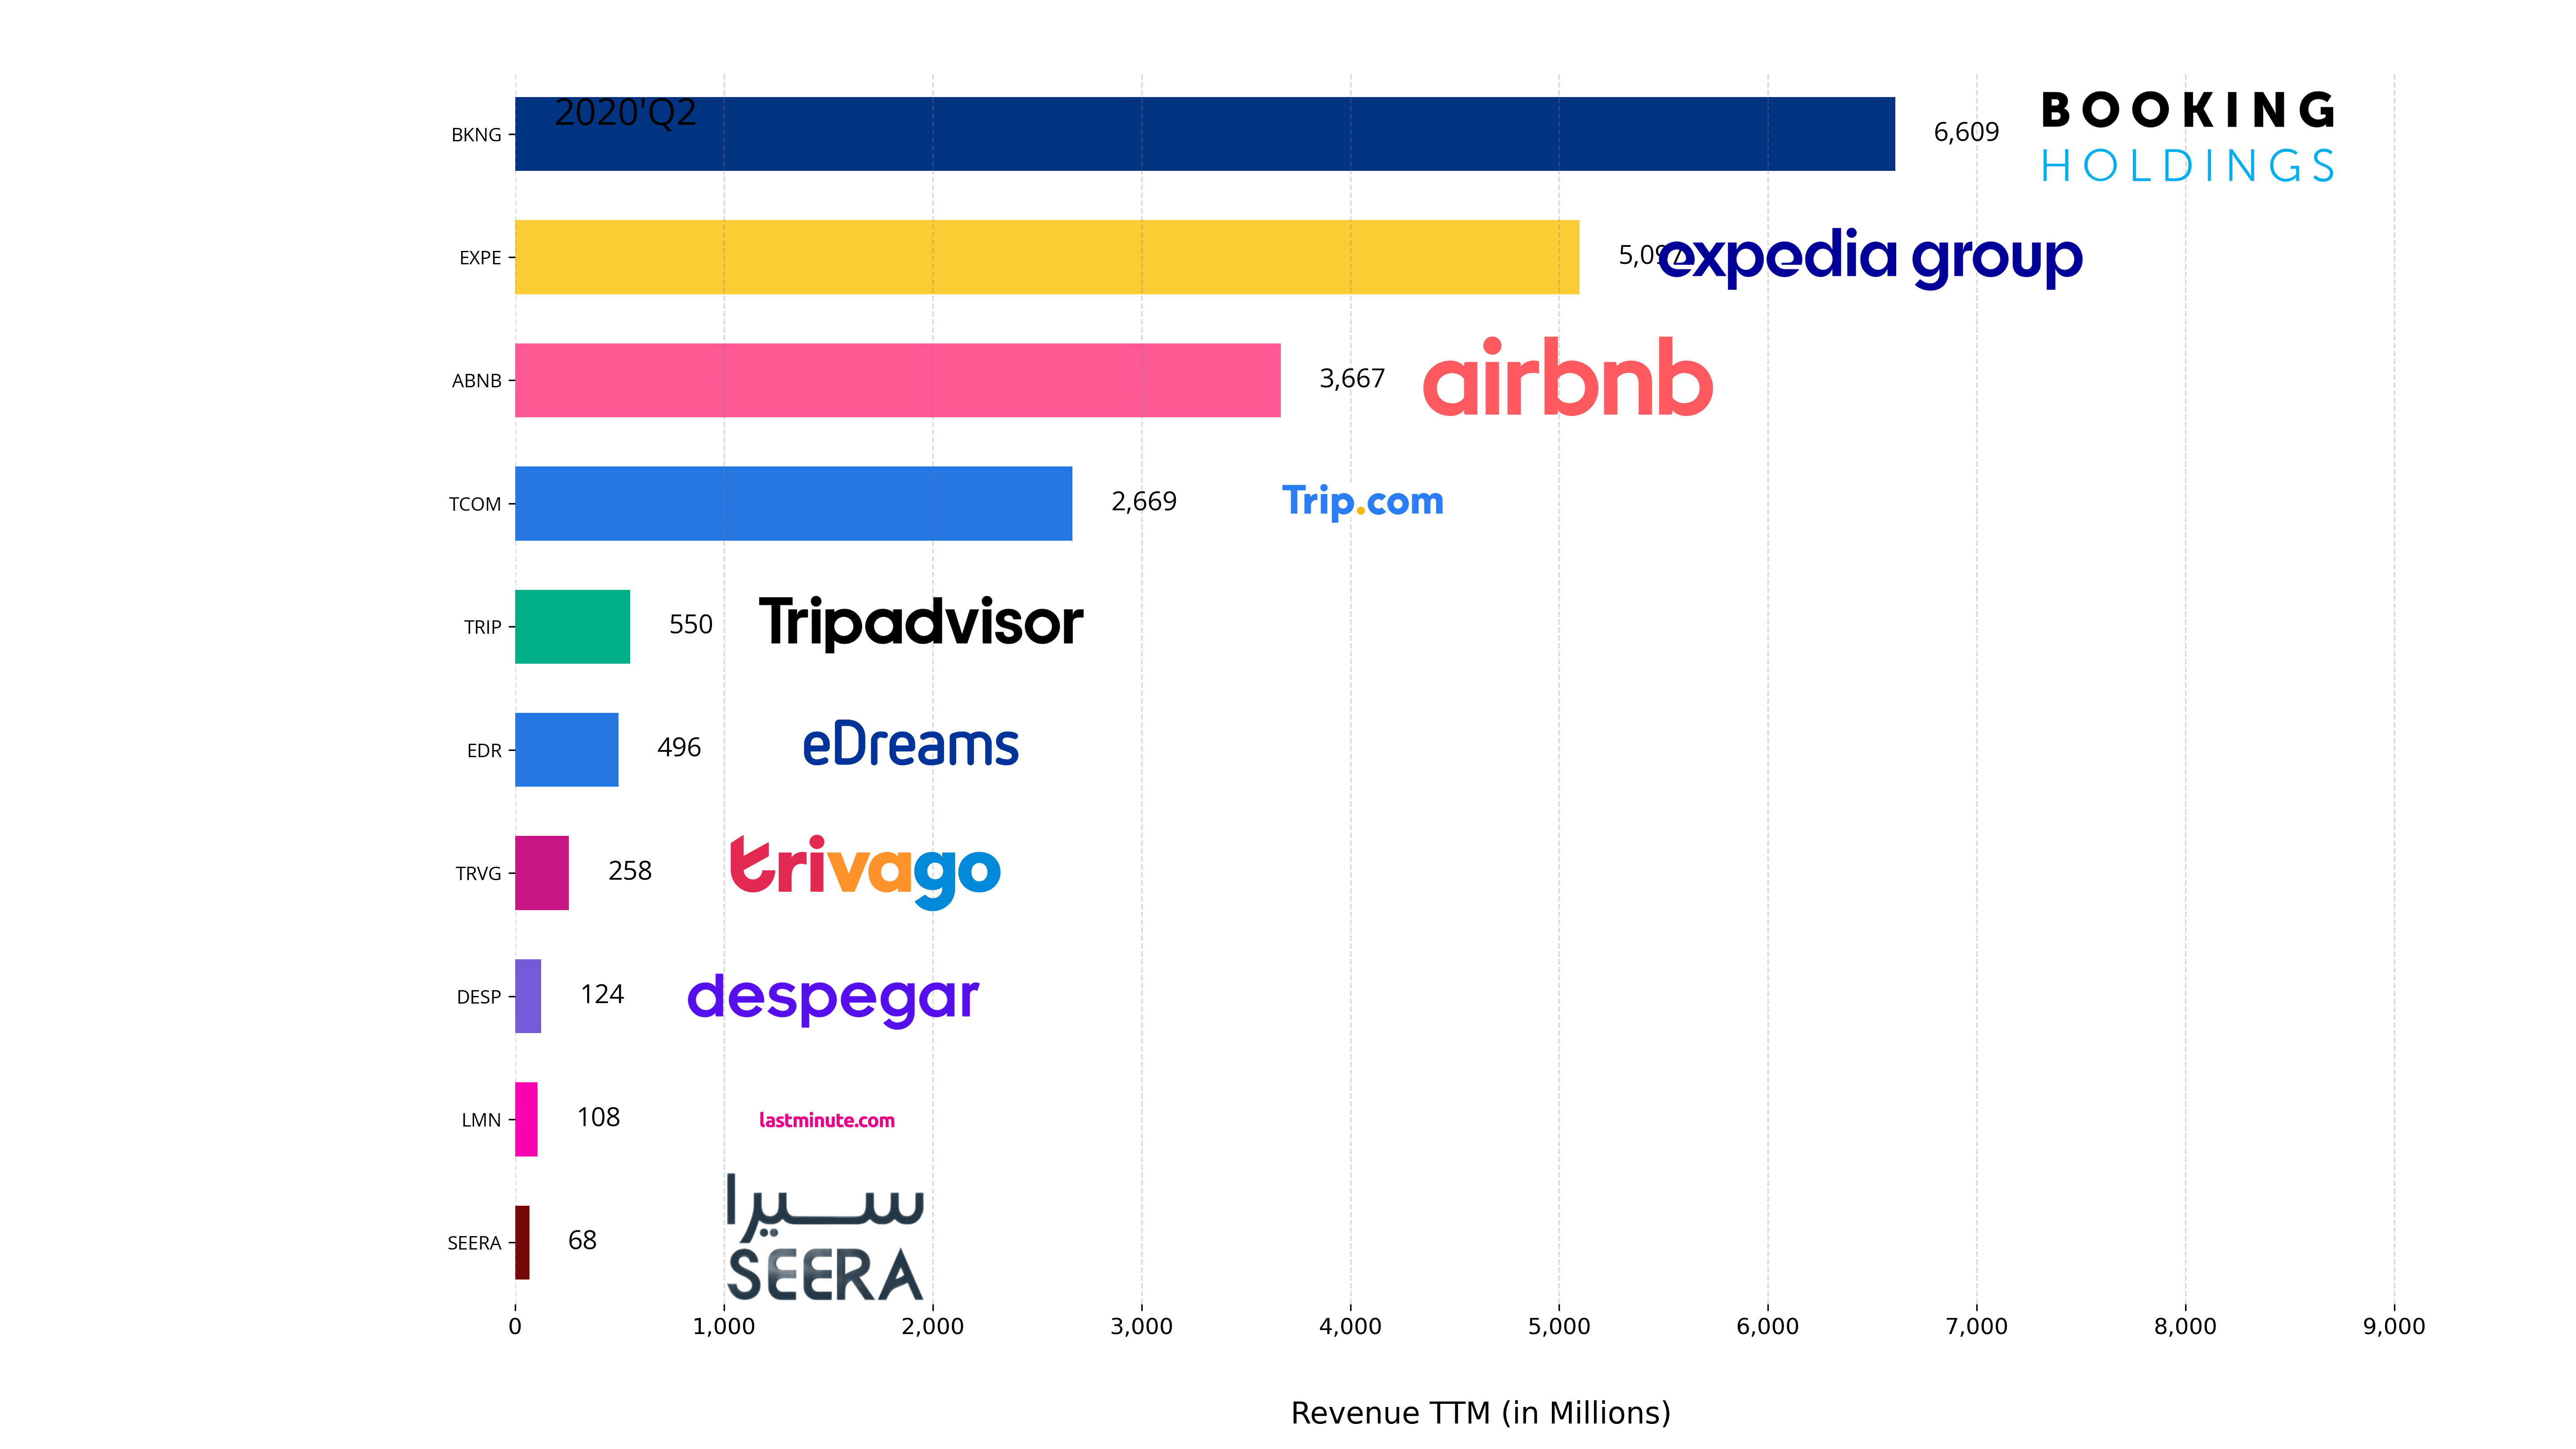 2020'Q2
BKNG 6,609 BOOKING
HOLDINGS
EXPE 5,097 expedia group
ABNB 3,667 airbnb
TCOM 2,669 Trip.com
TRIP 550 Tripadvisor
EDR 496 eDreams
TRVG 258 trivago
DESP 124 despegar
LMN 108 lastminute.com
سيرا
SEERA 68 SEERA
0 1,000 2,000 3,000 4,000 5,000 6,000 7,000 8,000 9,000
Revenue TTM (in Millions)